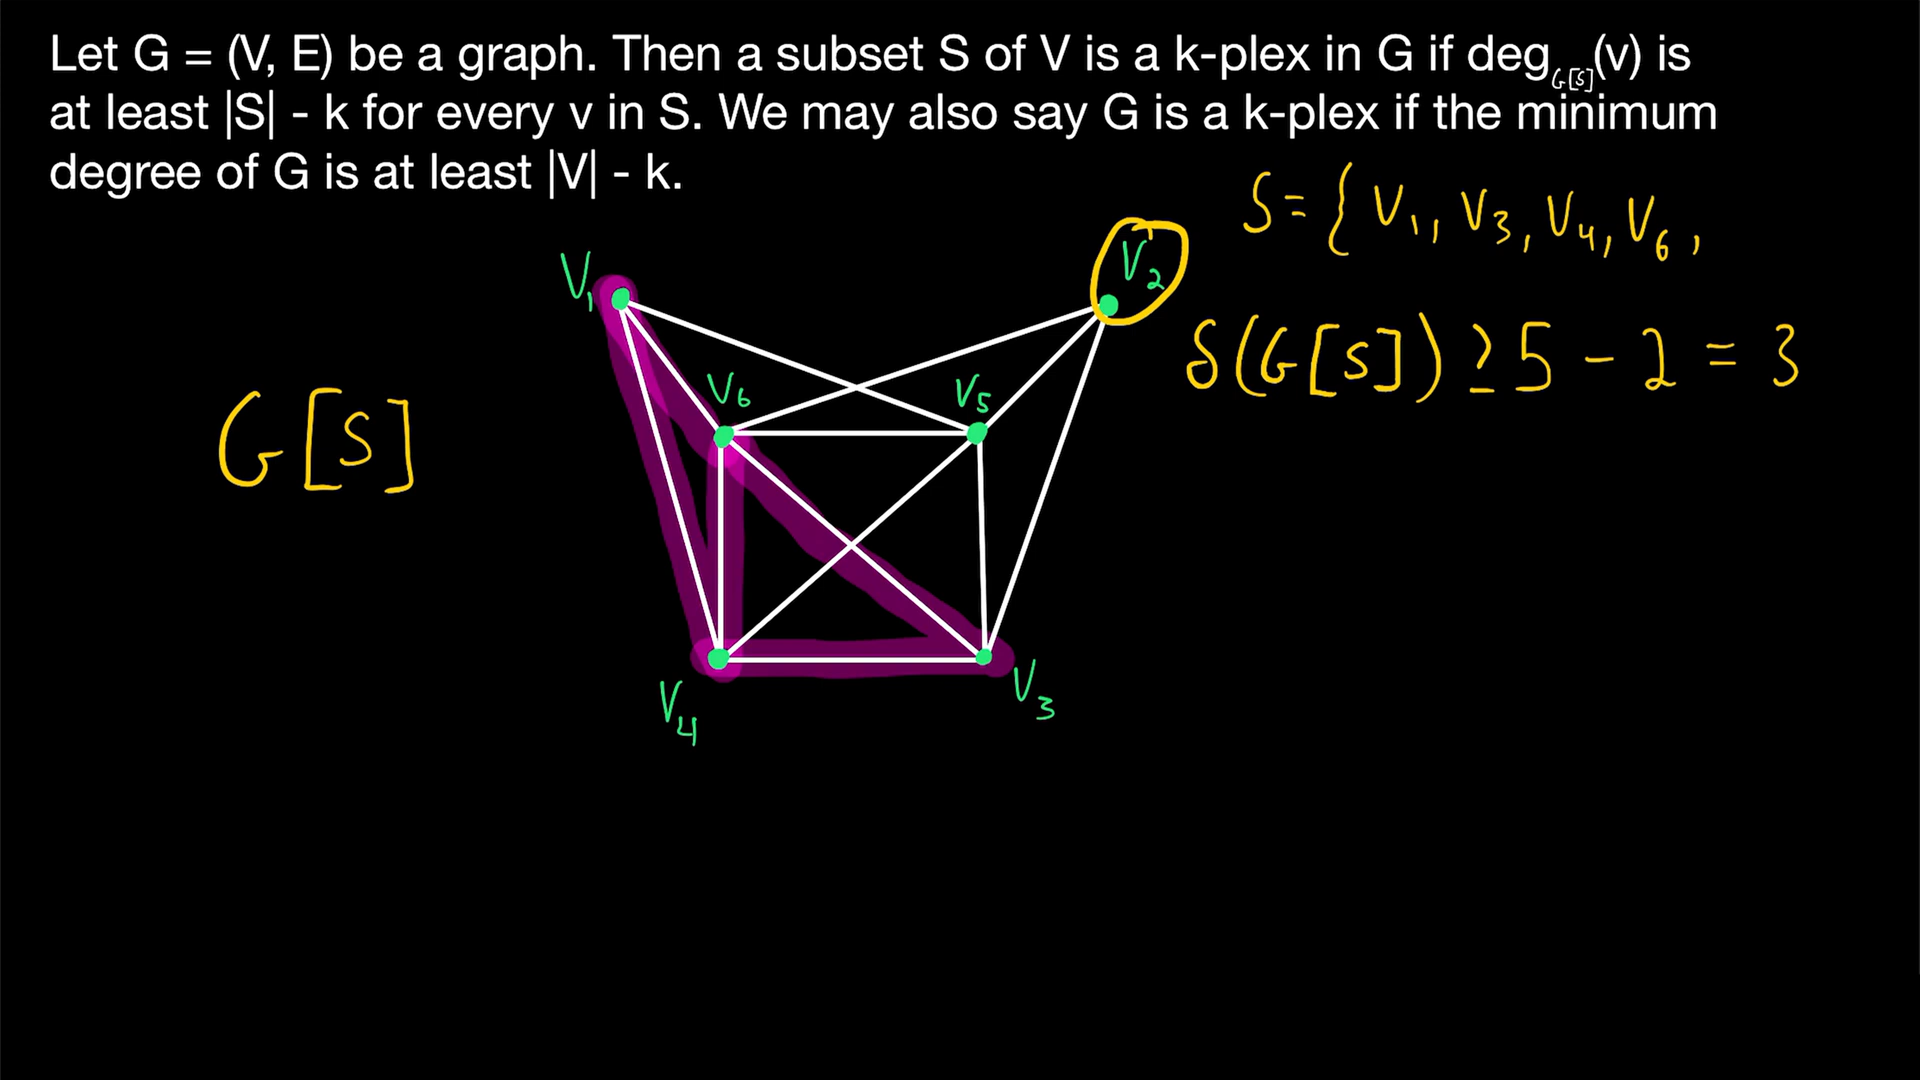 Let G = (V, E) be a graph. Then a subset S of V is a k-plex in G if deg_G[S](v) is
at least |S| - k for every v in S. We may also say G is a k-plex if the minimum
degree of G is at least |V| - k.
S = { V₁, V₃, V₄, V₆,
V₁
V₂
δ(G[S]) ≥ 5 - 2 = 3
V₆
V₅
G[S]
V₄
V₃